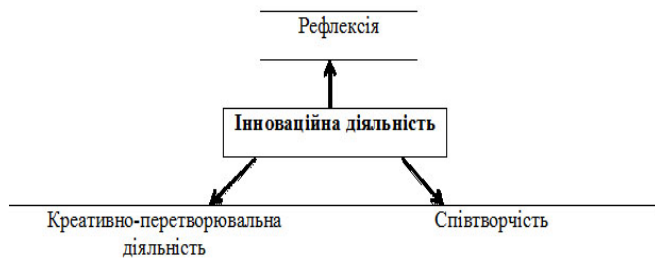 Рефлексія
Інноваційна діяльність
Креативно-перетворювальна
діяльність
Співтворчість